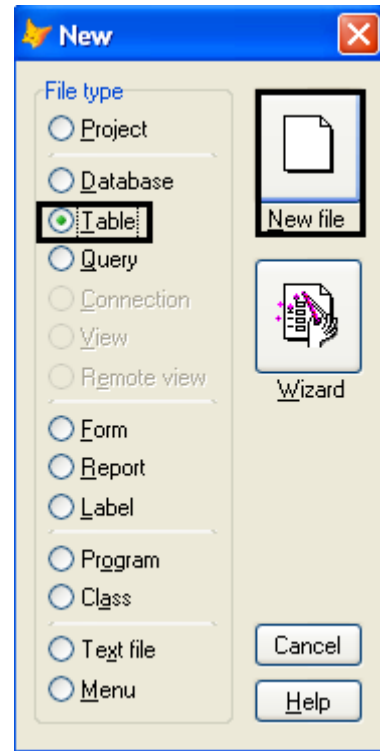 New
File type
Project
Database
Table
Query
Connection
View
Remote view
Form
Report
Label
Program
Class
Text file
Menu
New file
Wizard
Cancel
Help